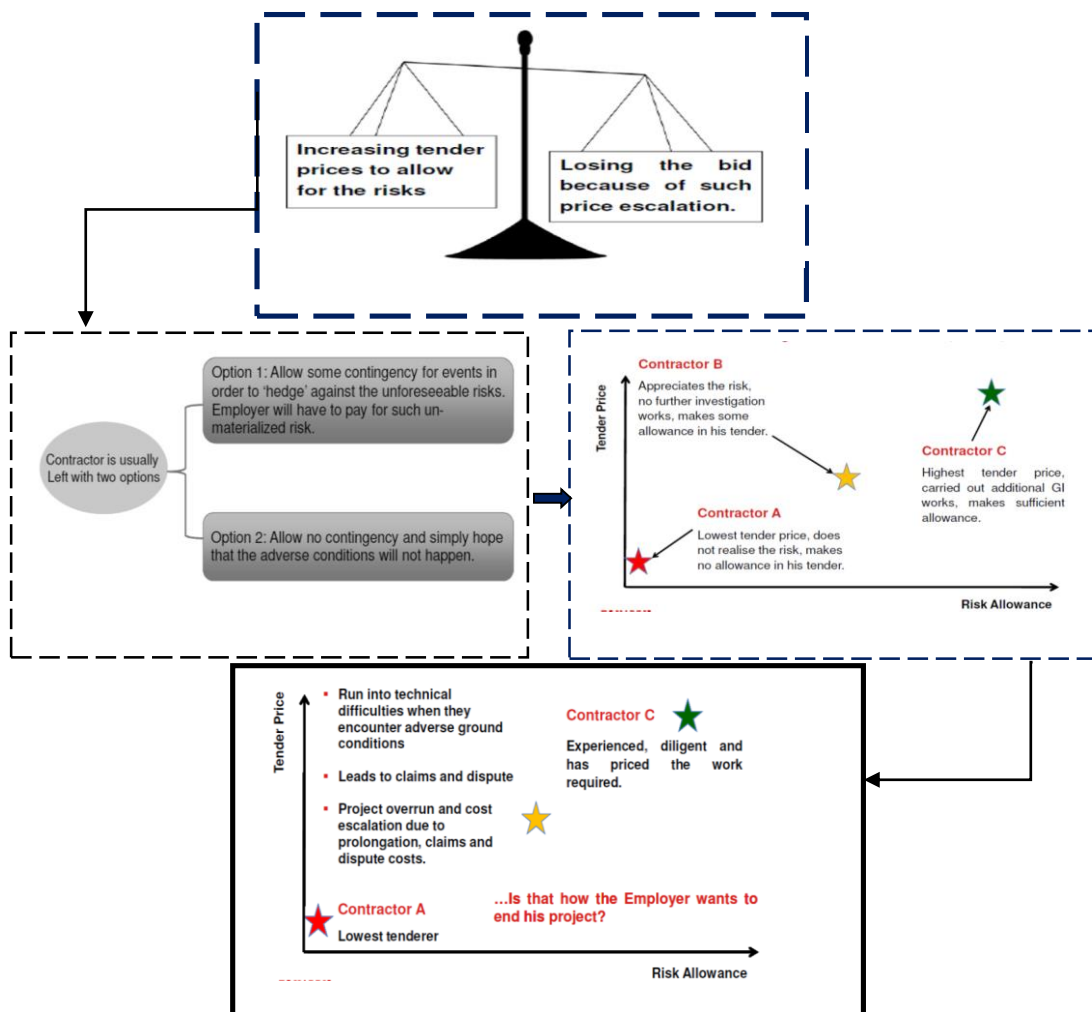 Increasing tender
prices to allow
for the risks
Losing the bid
because of such
price escalation.
Contractor is usually
Left with two options
Option 1: Allow some contingency for events in
order to ‘hedge’ against the unforeseeable risks.
Employer will have to pay for such un-
materialized risk.
Option 2: Allow no contingency and simply hope
that the adverse conditions will not happen.
Tender Price
Contractor B
Appreciates the risk,
no further investigation
works, makes some
allowance in his tender.
Contractor C
Highest tender price,
carried out additional GI
works, makes sufficient
allowance.
Contractor A
Lowest tender price, does
not realise the risk, makes
no allowance in his tender.
Risk Allowance
Tender Price
▪ Run into technical
difficulties when they
encounter adverse ground
conditions
▪ Leads to claims and dispute
▪ Project overrun and cost
escalation due to
prolongation, claims and
dispute costs.
Contractor C
Experienced, diligent and
has priced the work
required.
...Is that how the Employer wants to
end his project?
Contractor A
Lowest tenderer
Risk Allowance